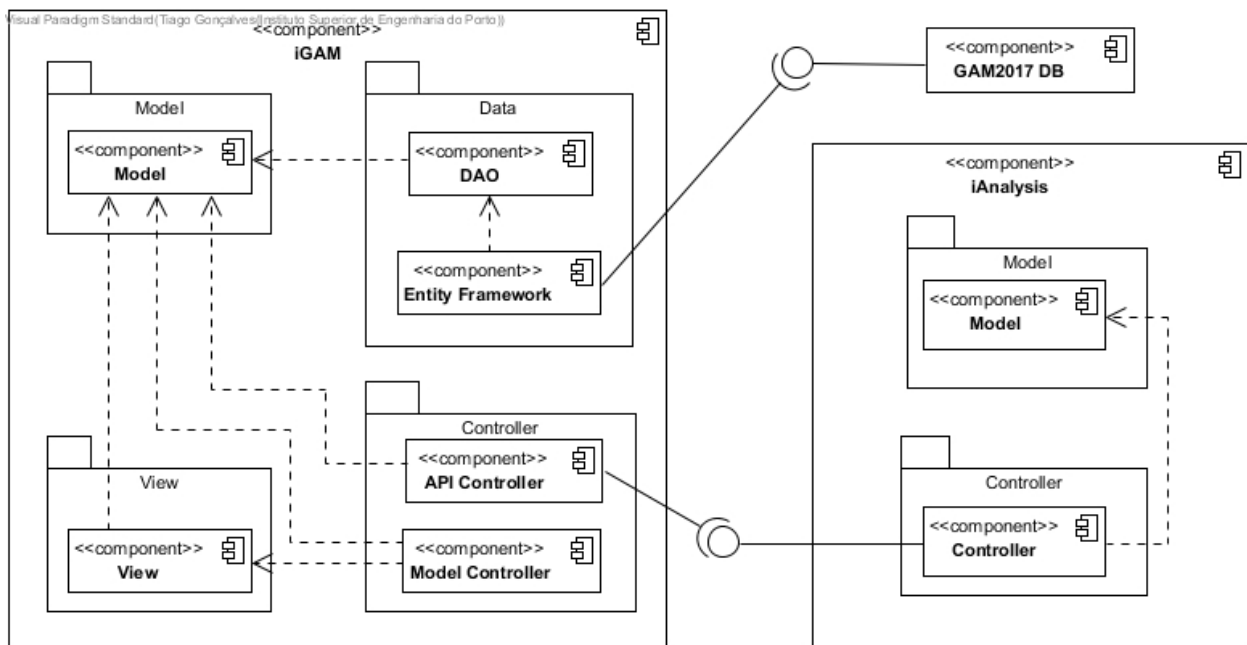 Visual Paradigm Standard(Tiago Gonçalves(Instituto Superior de Engenharia do Porto))
<<component>>
iGAM
Model
<<component>>
Model
Data
<<component>>
DAO
<<component>>
Entity Framework
View
<<component>>
View
Controller
<<component>>
API Controller
<<component>>
Model Controller
<<component>>
GAM2017 DB
<<component>>
iAnalysis
Model
<<component>>
Model
Controller
<<component>>
Controller